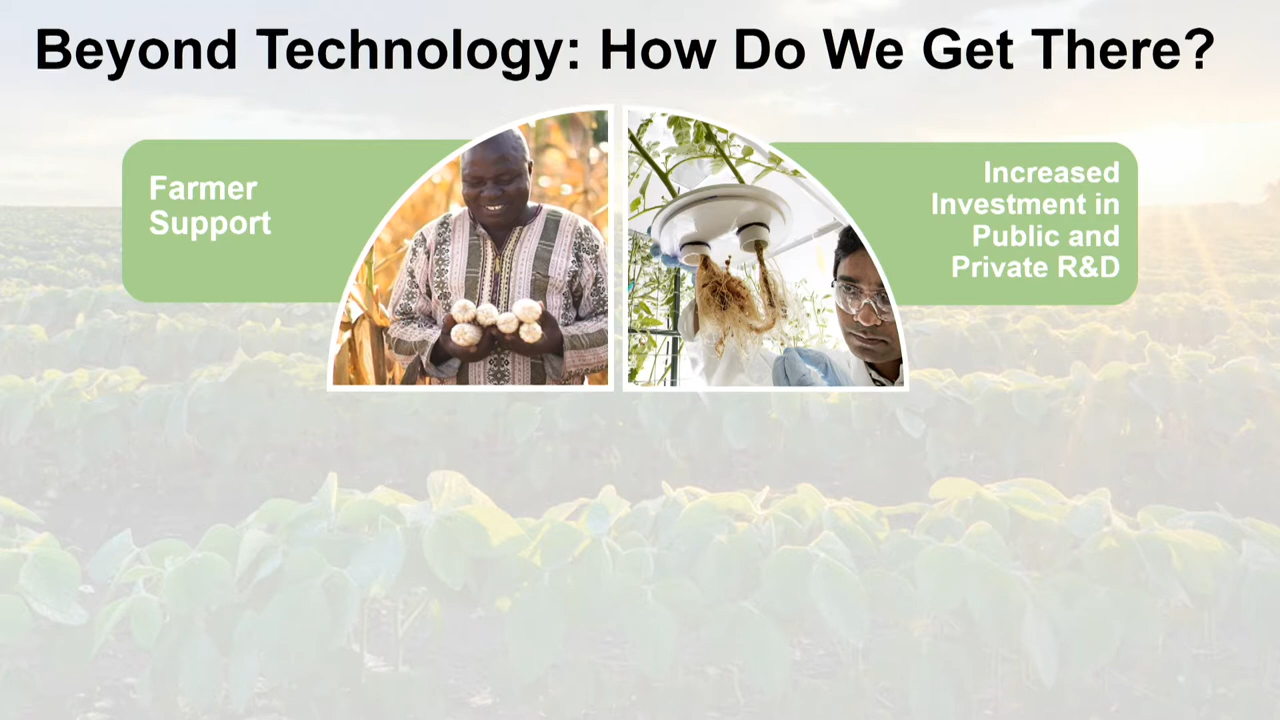 Beyond Technology: How Do We Get There?
Farmer
Support
Increased
Investment in
Public and
Private R&D